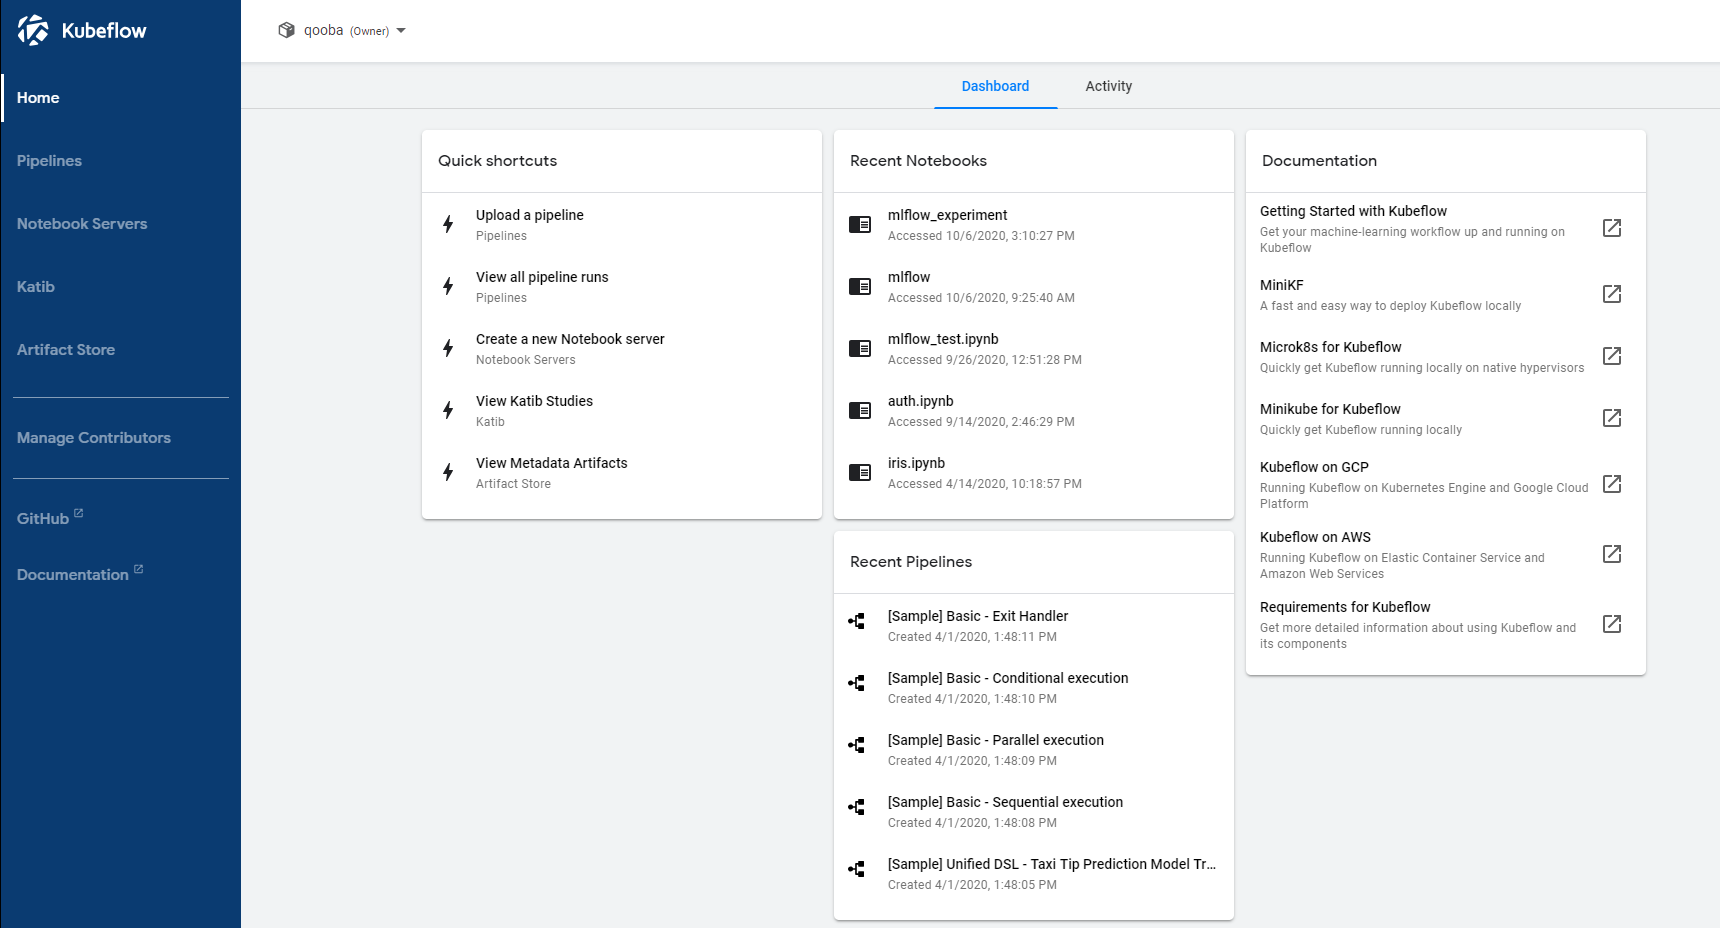 Kubeflow
Home
Pipelines
Notebook Servers
Katib
Artifact Store
Manage Contributors
GitHub
Documentation
qooba (Owner)
Dashboard
Activity
Quick shortcuts
Upload a pipeline
Pipelines
View all pipeline runs
Pipelines
Create a new Notebook server
Notebook Servers
View Katib Studies
Katib
View Metadata Artifacts
Artifact Store
Recent Notebooks
mlflow_experiment
Accessed 10/6/2020, 3:10:27 PM
mlflow
Accessed 10/6/2020, 9:25:40 AM
mlflow_test.ipynb
Accessed 9/26/2020, 12:51:28 PM
auth.ipynb
Accessed 9/14/2020, 2:46:29 PM
iris.ipynb
Accessed 4/14/2020, 10:18:57 PM
Recent Pipelines
[Sample] Basic - Exit Handler
Created 4/1/2020, 1:48:11 PM
[Sample] Basic - Conditional execution
Created 4/1/2020, 1:48:10 PM
[Sample] Basic - Parallel execution
Created 4/1/2020, 1:48:09 PM
[Sample] Basic - Sequential execution
Created 4/1/2020, 1:48:08 PM
[Sample] Unified DSL - Taxi Tip Prediction Model Tr...
Created 4/1/2020, 1:48:05 PM
Documentation
Getting Started with Kubeflow
Get your machine-learning workflow up and running on
Kubeflow
MiniKF
A fast and easy way to deploy Kubeflow locally
Microk8s for Kubeflow
Quickly get Kubeflow running locally on native hypervisors
Minikube for Kubeflow
Quickly get Kubeflow running locally
Kubeflow on GCP
Running Kubeflow on Kubernetes Engine and Google Cloud
Platform
Kubeflow on AWS
Running Kubeflow on Elastic Container Service and
Amazon Web Services
Requirements for Kubeflow
Get more detailed information about using Kubeflow and
its components